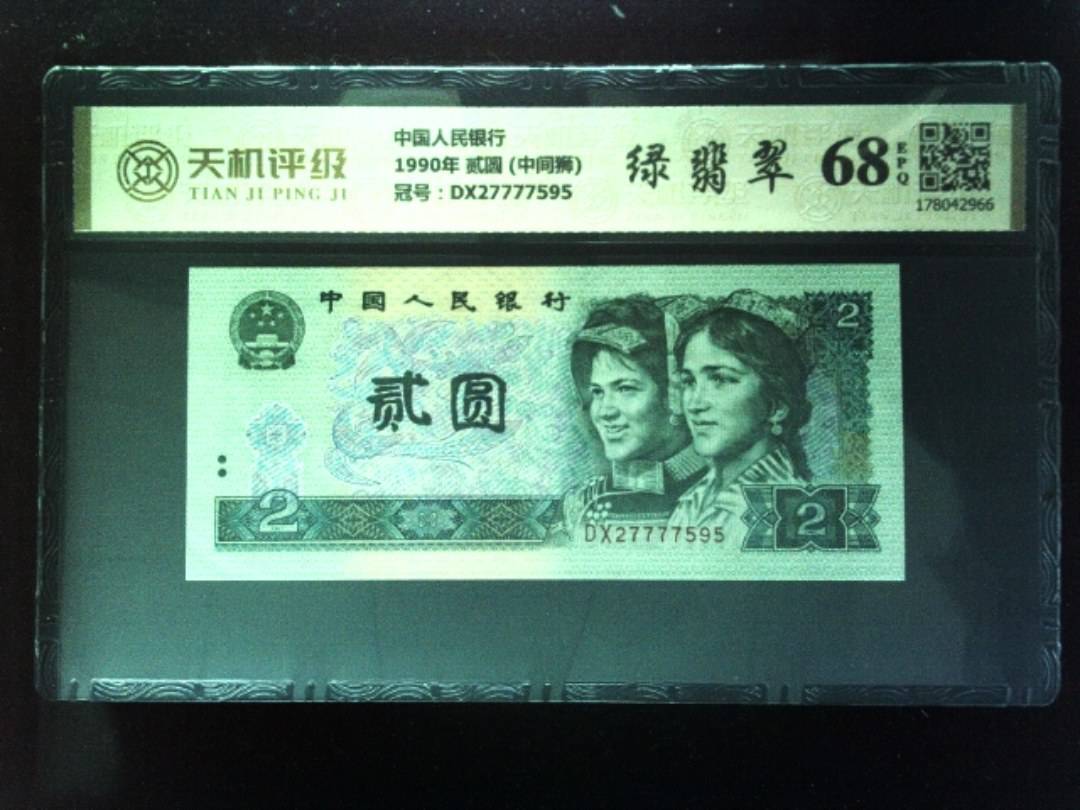 天机评级
TIAN JI PING JI
中国人民银行
1990年 贰圆 (中间狮)
冠号：DX27777595
绿翡翠
68
EPQ
178042966
中国人民银行
2
贰圆
2
DX27777595
2